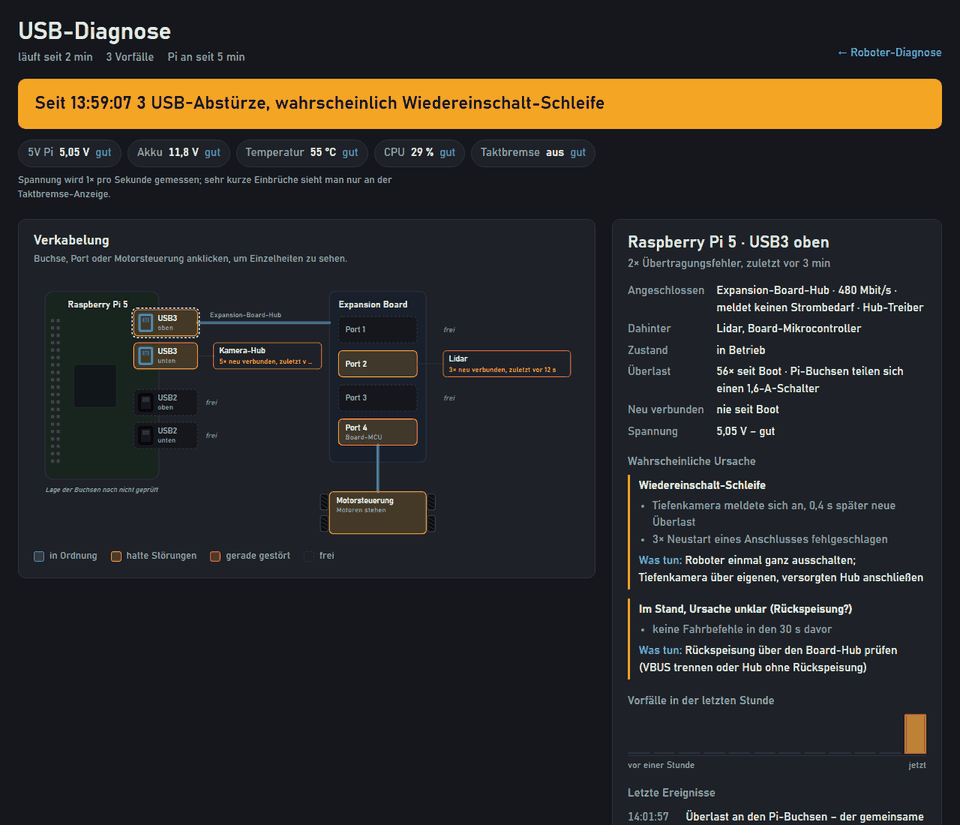 USB-Diagnose
läuft seit 2 min 3 Vorfälle Pi an seit 5 min
← Roboter-Diagnose
Seit 13:59:07 3 USB-Abstürze, wahrscheinlich Wiedereinschalt-Schleife
5V Pi 5,05 V gut
Akku 11,8 V gut
Temperatur 55 °C gut
CPU 29 % gut
Taktbremse aus gut
Spannung wird 1× pro Sekunde gemessen; sehr kurze Einbrüche sieht man nur an der
Taktbremse-Anzeige.
Verkabelung
Buchse, Port oder Motorsteuerung anklicken, um Einzelheiten zu sehen.
Raspberry Pi 5
USB3
oben
Expansion-Board-Hub
USB3
unten
Kamera-Hub
5× neu verbunden, zuletzt v …
USB2
oben
frei
USB2
unten
frei
Lage der Buchsen noch nicht geprüft
Expansion Board
Port 1
frei
Port 2
Lidar
3× neu verbunden, zuletzt vor 12 s
Port 3
frei
Port 4
Board-MCU
Motorsteuerung
Motoren stehen
in Ordnung
hatte Störungen
gerade gestört
frei
Raspberry Pi 5 · USB3 oben
2× Übertragungsfehler, zuletzt vor 3 min
Angeschlossen Expansion-Board-Hub · 480 Mbit/s ·
meldet keinen Strombedarf · Hub-Treiber
Dahinter Lidar, Board-Mikrocontroller
Zustand in Betrieb
Überlast 56× seit Boot · Pi-Buchsen teilen sich
einen 1,6-A-Schalter
Neu verbunden nie seit Boot
Spannung 5,05 V – gut
Wahrscheinliche Ursache
Wiedereinschalt-Schleife
• Tiefenkamera meldete sich an, 0,4 s später neue
Überlast
• 3× Neustart eines Anschlusses fehlgeschlagen
Was tun: Roboter einmal ganz ausschalten;
Tiefenkamera über eigenen, versorgten Hub anschließen
Im Stand, Ursache unklar (Rückspeisung?)
• keine Fahrbefehle in den 30 s davor
Was tun: Rückspeisung über den Board-Hub prüfen
(VBUS trennen oder Hub ohne Rückspeisung)
Vorfälle in der letzten Stunde
vor einer Stunde
jetzt
Letzte Ereignisse
14:01:57 Überlast an den Pi-Buchsen – der gemeinsame